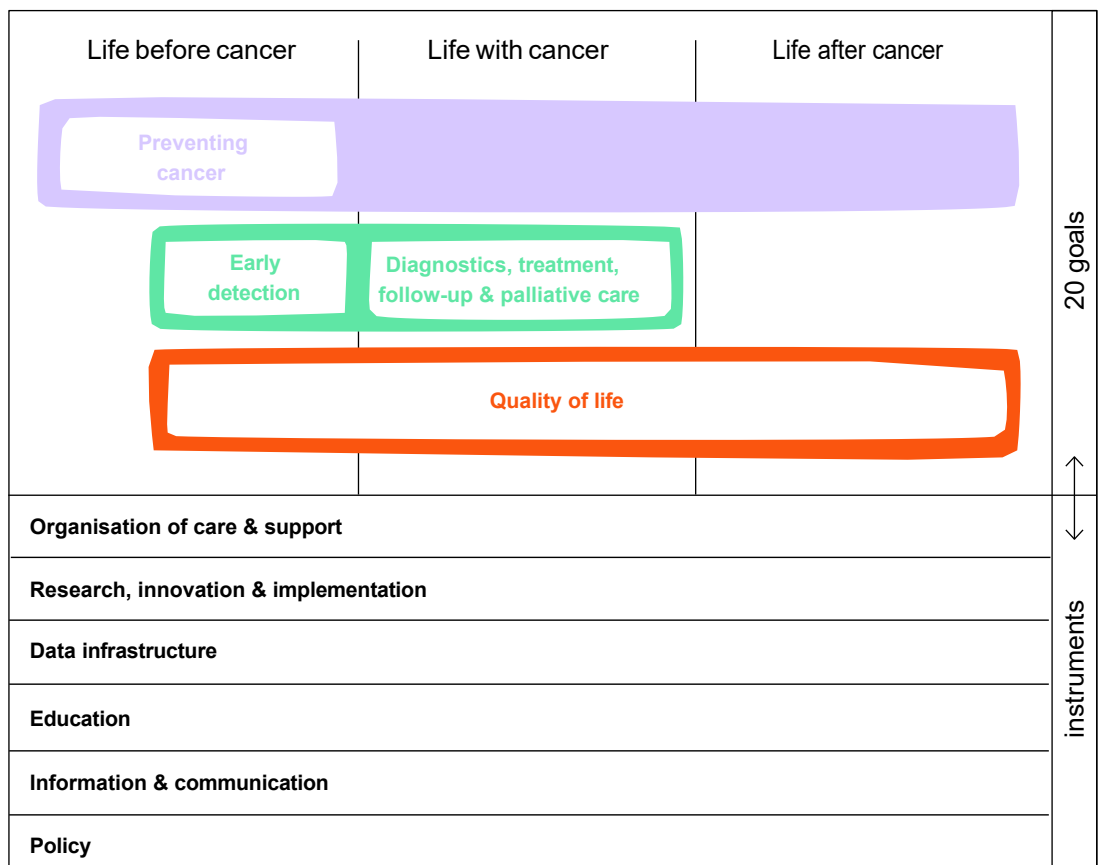 Life before cancer
Life with cancer
Life after cancer
Preventing
cancer
Early
detection
Diagnostics, treatment,
follow-up & palliative care
Quality of life
20 goals
Organisation of care & support
Research, innovation & implementation
Data infrastructure
Education
Information & communication
Policy
instruments